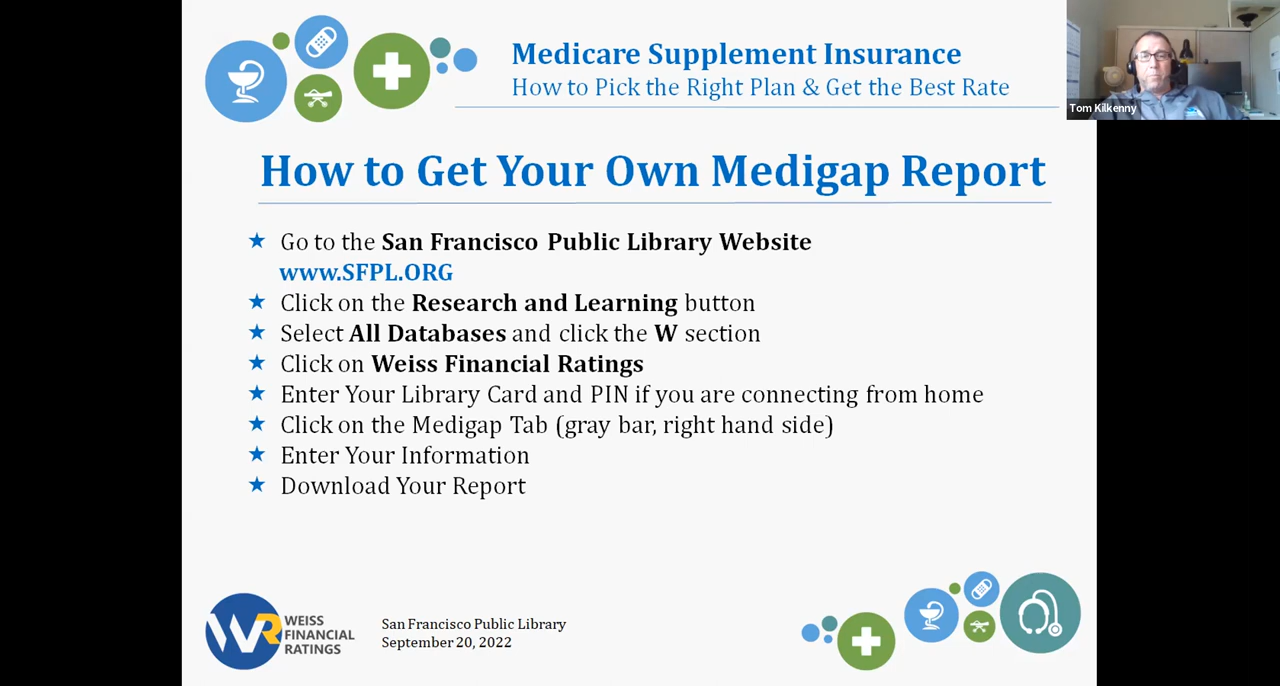 Medicare Supplement Insurance
How to Pick the Right Plan & Get the Best Rate
Tom Kilkenny
How to Get Your Own Medigap Report
★ Go to the San Francisco Public Library Website
www.SFPL.ORG
★ Click on the Research and Learning button
★ Select All Databases and click the W section
★ Click on Weiss Financial Ratings
★ Enter Your Library Card and PIN if you are connecting from home
★ Click on the Medigap Tab (gray bar, right hand side)
★ Enter Your Information
★ Download Your Report
WR
WEISS
FINANCIAL
RATINGS
San Francisco Public Library
September 20, 2022